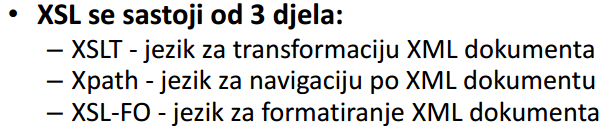 • XSL se sastoji od 3 djela:
– XSLT - jezik za transformaciju XML dokumenta
– Xpath - jezik za navigaciju po XML dokumentu
– XSL-FO - jezik za formatiranje XML dokumenta